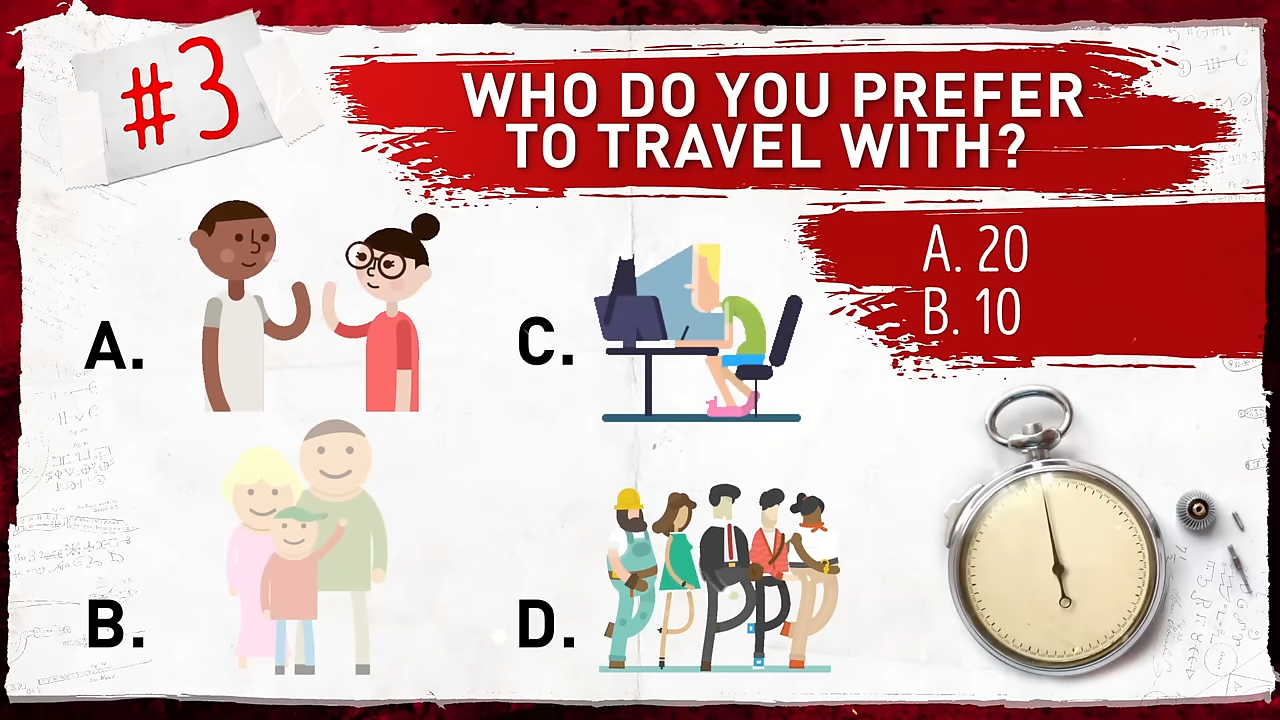 #3
WHO DO YOU PREFER
TO TRAVEL WITH?
A. 20
B. 10
A.
C.
B.
D.